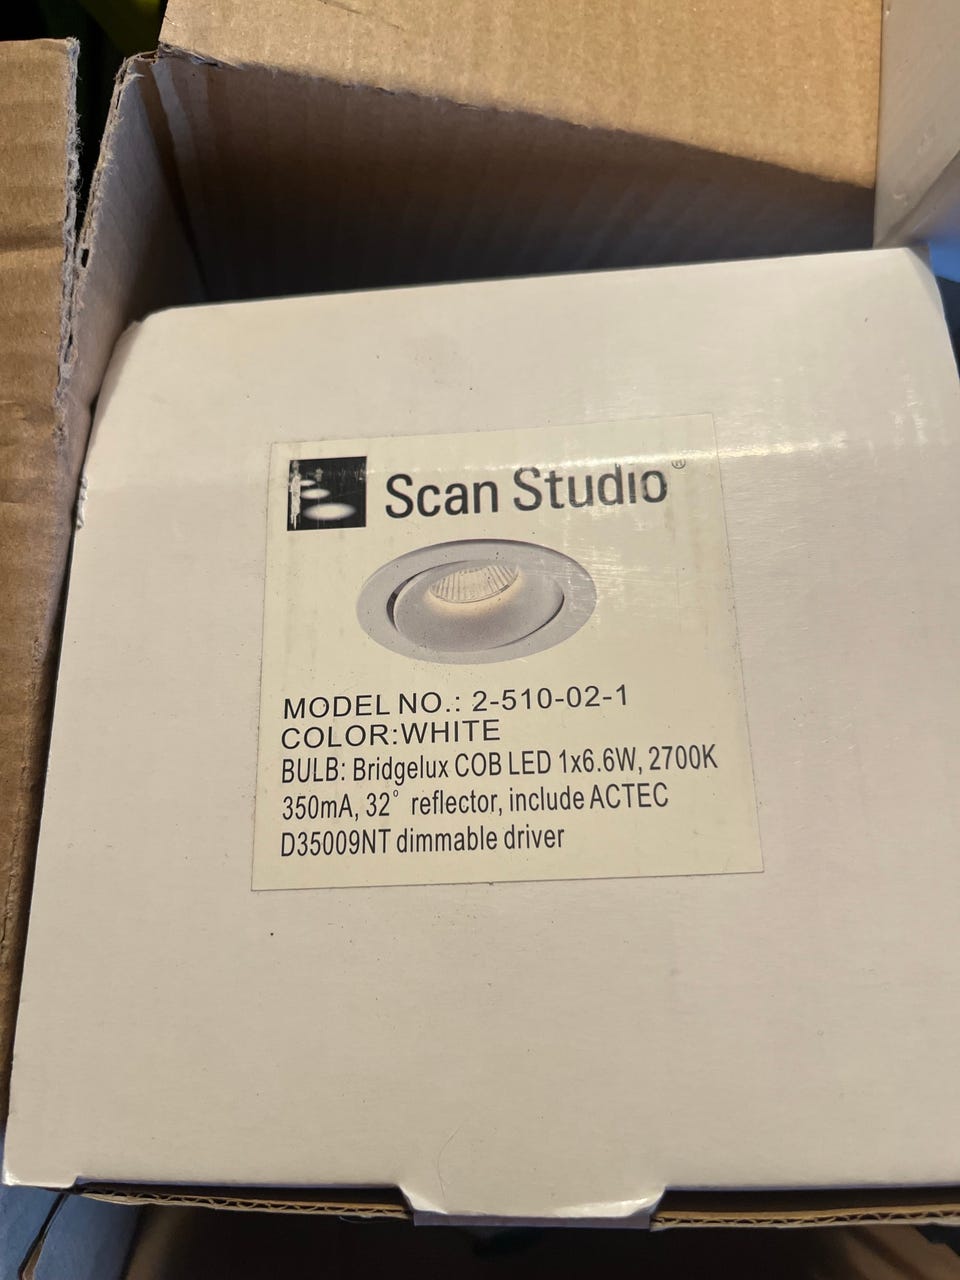 Scan Studio®
MODEL NO.: 2-510-02-1
COLOR:WHITE
BULB: Bridgelux COB LED 1x6.6W, 2700K
350mA, 32° reflector, include ACTEC
D35009NT dimmable driver